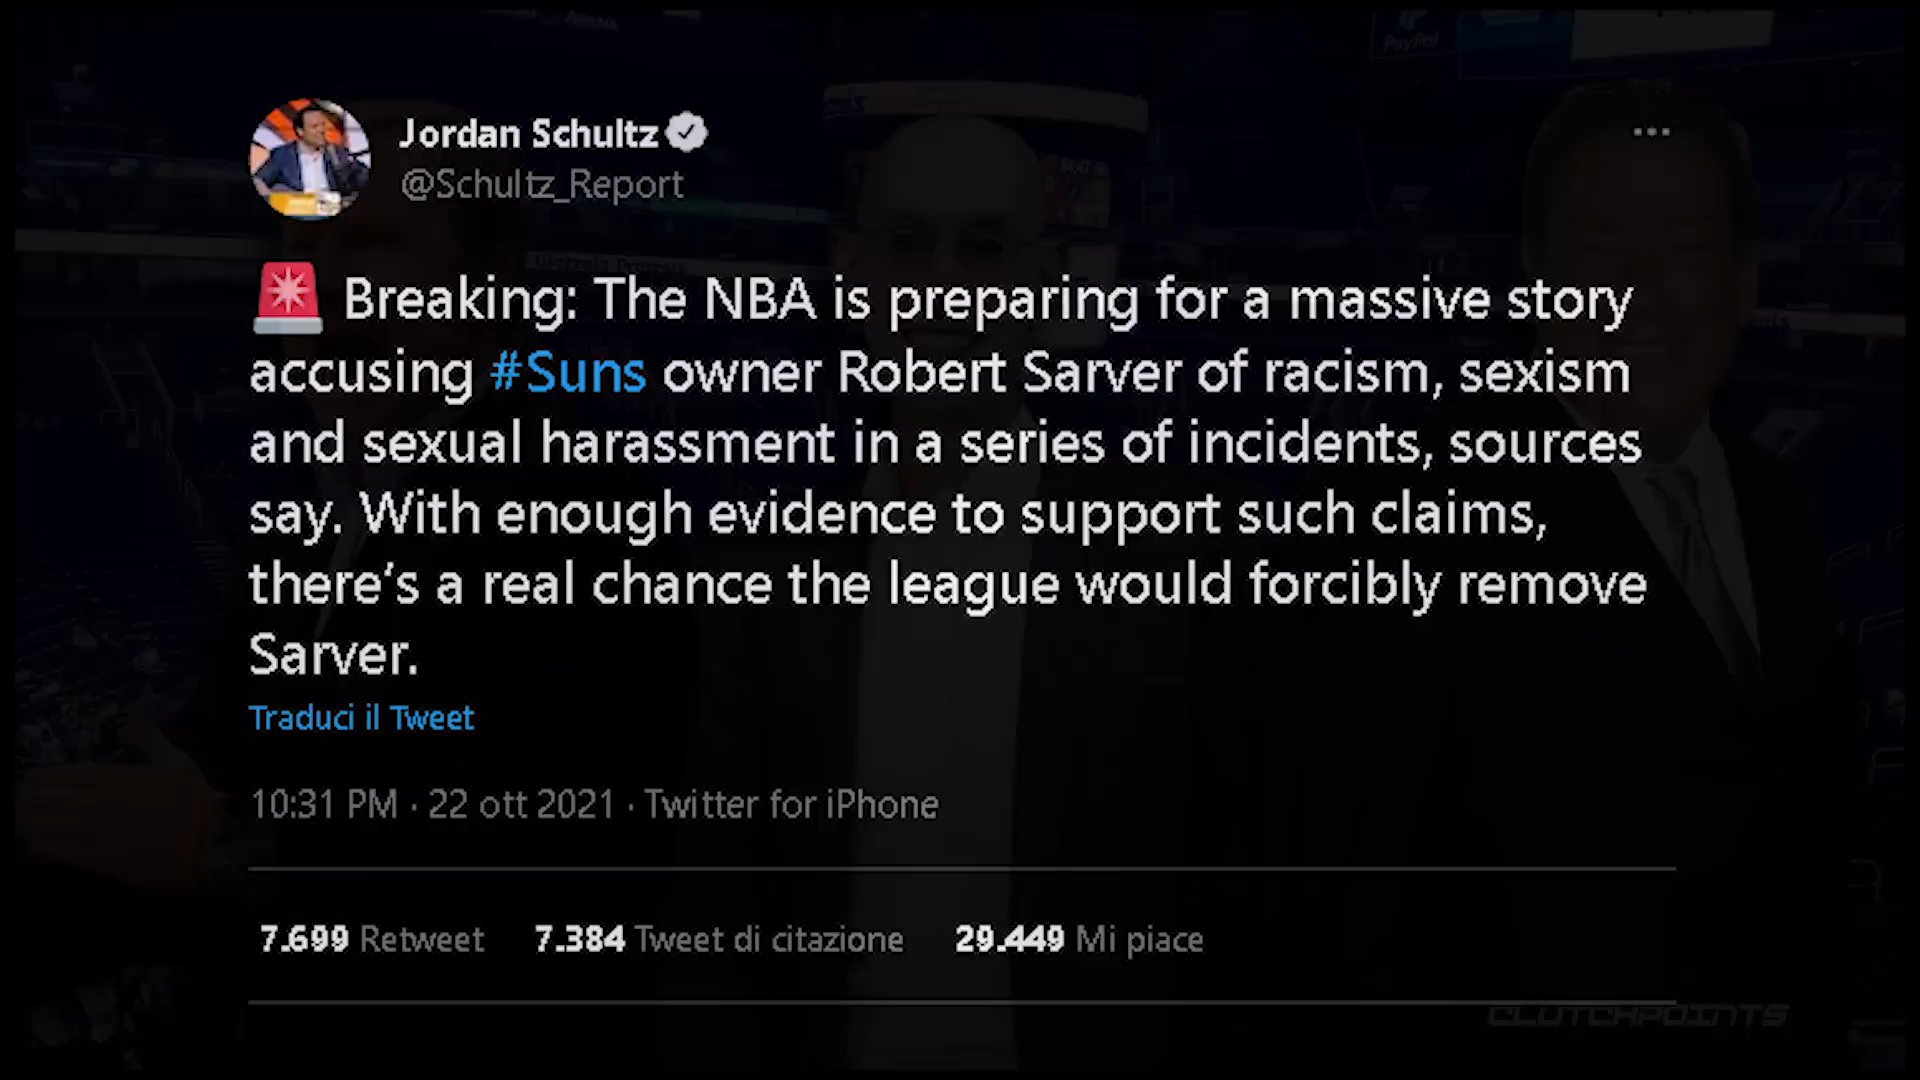 PayPal
Jordan Schultz
@Schultz_Report
Breaking: The NBA is preparing for a massive story
accusing #Suns owner Robert Sarver of racism, sexism
and sexual harassment in a series of incidents, sources
say. With enough evidence to support such claims,
there's a real chance the league would forcibly remove
Sarver.
Traduci il Tweet
10:31 PM · 22 ott 2021 · Twitter for iPhone
7.699 Retweet 7.384 Tweet di citazione 29.449 Mi piace
CLUTCHPOINTS